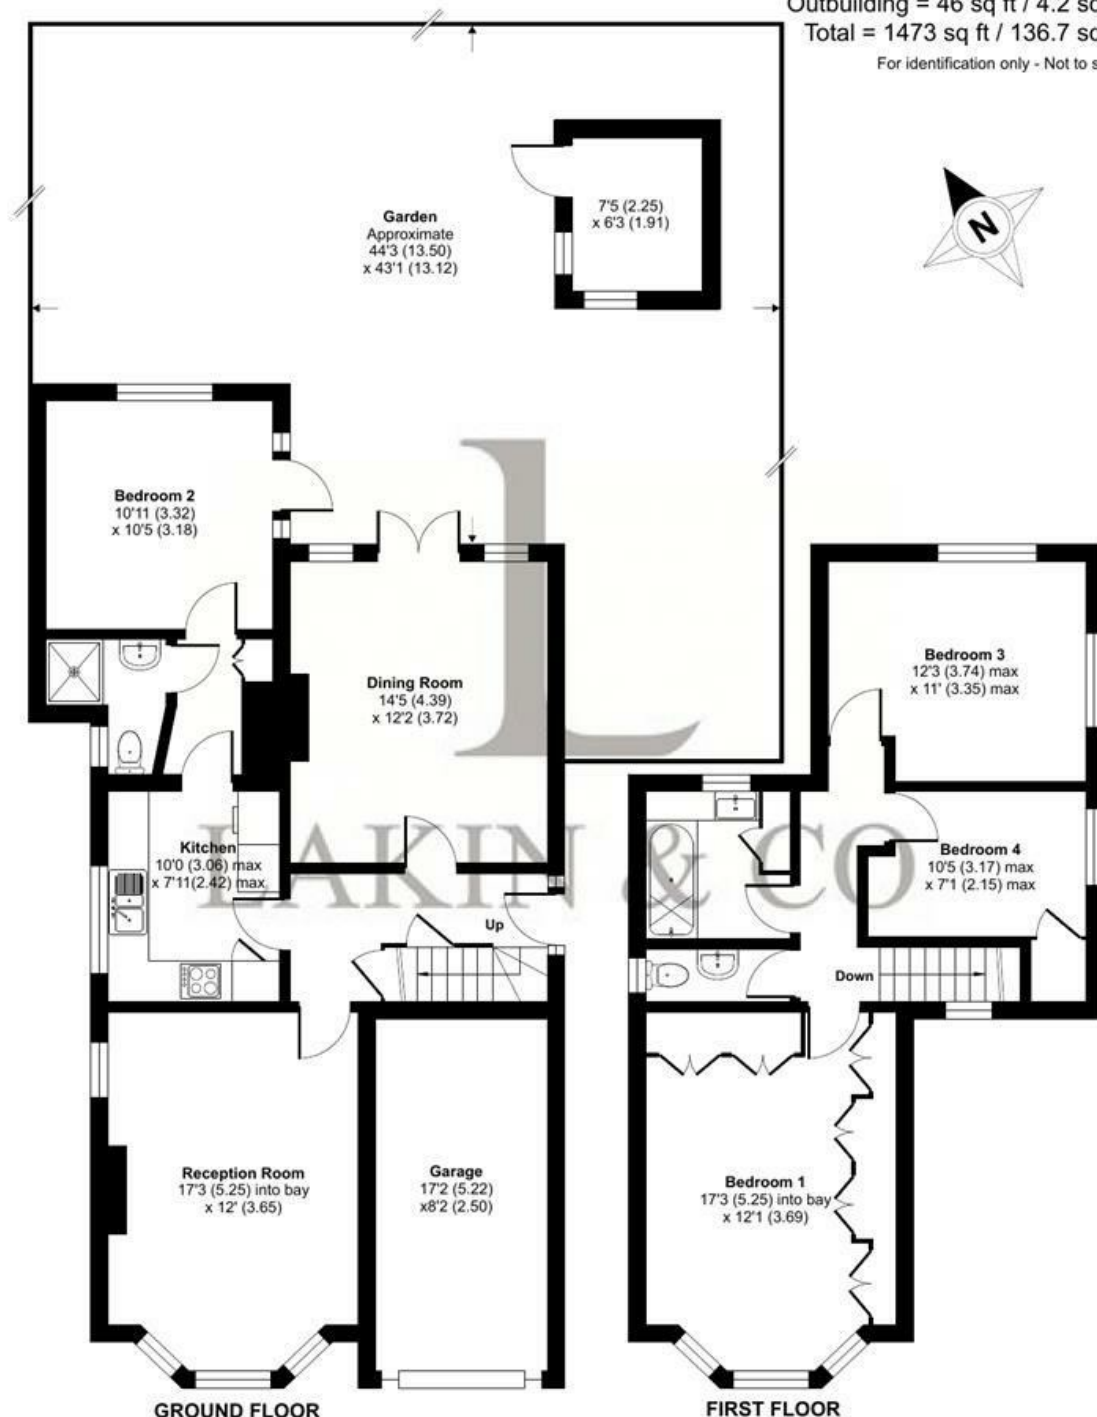 Outbuilding = 46 sq ft / 4.2 sq
Total = 1473 sq ft / 136.7 sq
For identification only - Not to s
N
Garden
Approximate
44'3 (13.50)
x 43'1 (13.12)
7'5 (2.25)
x 6'3 (1.91)
Bedroom 2
10'11 (3.32)
x 10'5 (3.18)
Dining Room
14'5 (4.39)
x 12'2 (3.72)
Kitchen
10'0 (3.06) max
x 7'11(2.42) max
Up
Reception Room
17'3 (5.25) into bay
x 12' (3.65)
Garage
17'2 (5.22)
x8'2 (2.50)
GROUND FLOOR
Bedroom 3
12'3 (3.74) max
x 11' (3.35) max
Bedroom 4
10'5 (3.17) max
x 7'1 (2.15) max
Down
Bedroom 1
17'3 (5.25) into bay
x 12'1 (3.69)
FIRST FLOOR
L
LAKIN & CO